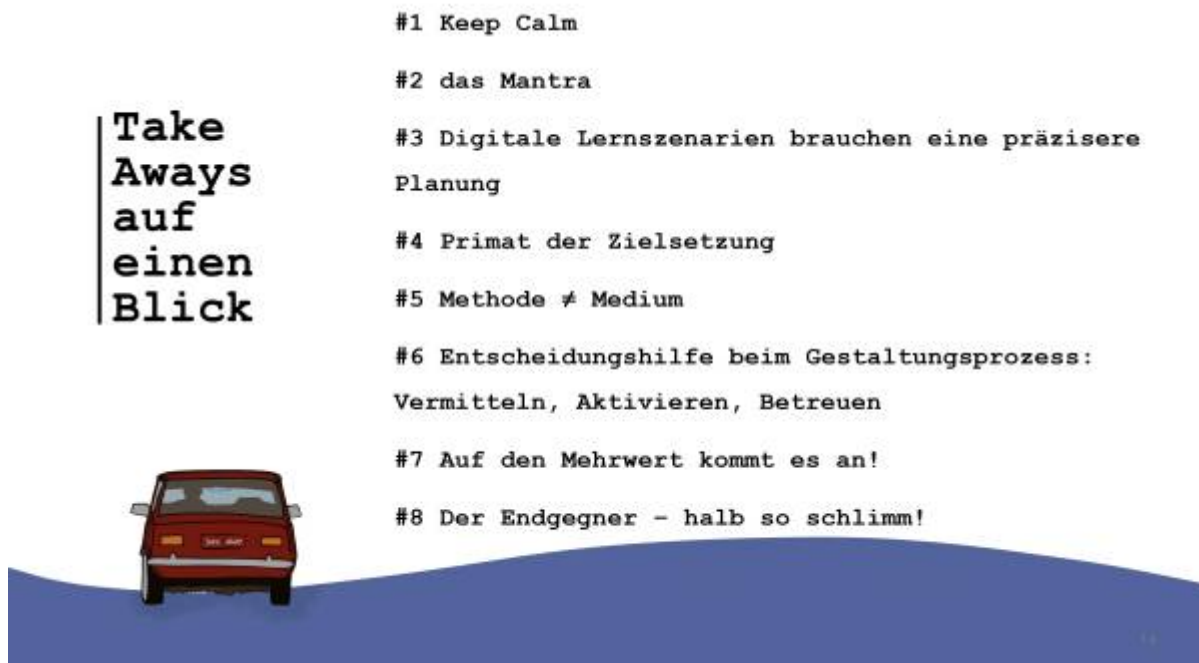 Take
Aways
auf
einen
Blick
#1 Keep Calm
#2 das Mantra
#3 Digitale Lernszenarien brauchen eine präzisere
Planung
#4 Primat der Zielsetzung
#5 Methode ≠ Medium
#6 Entscheidungshilfe beim Gestaltungsprozess:
Vermitteln, Aktivieren, Betreuen
#7 Auf den Mehrwert kommt es an!
#8 Der Endgegner – halb so schlimm!